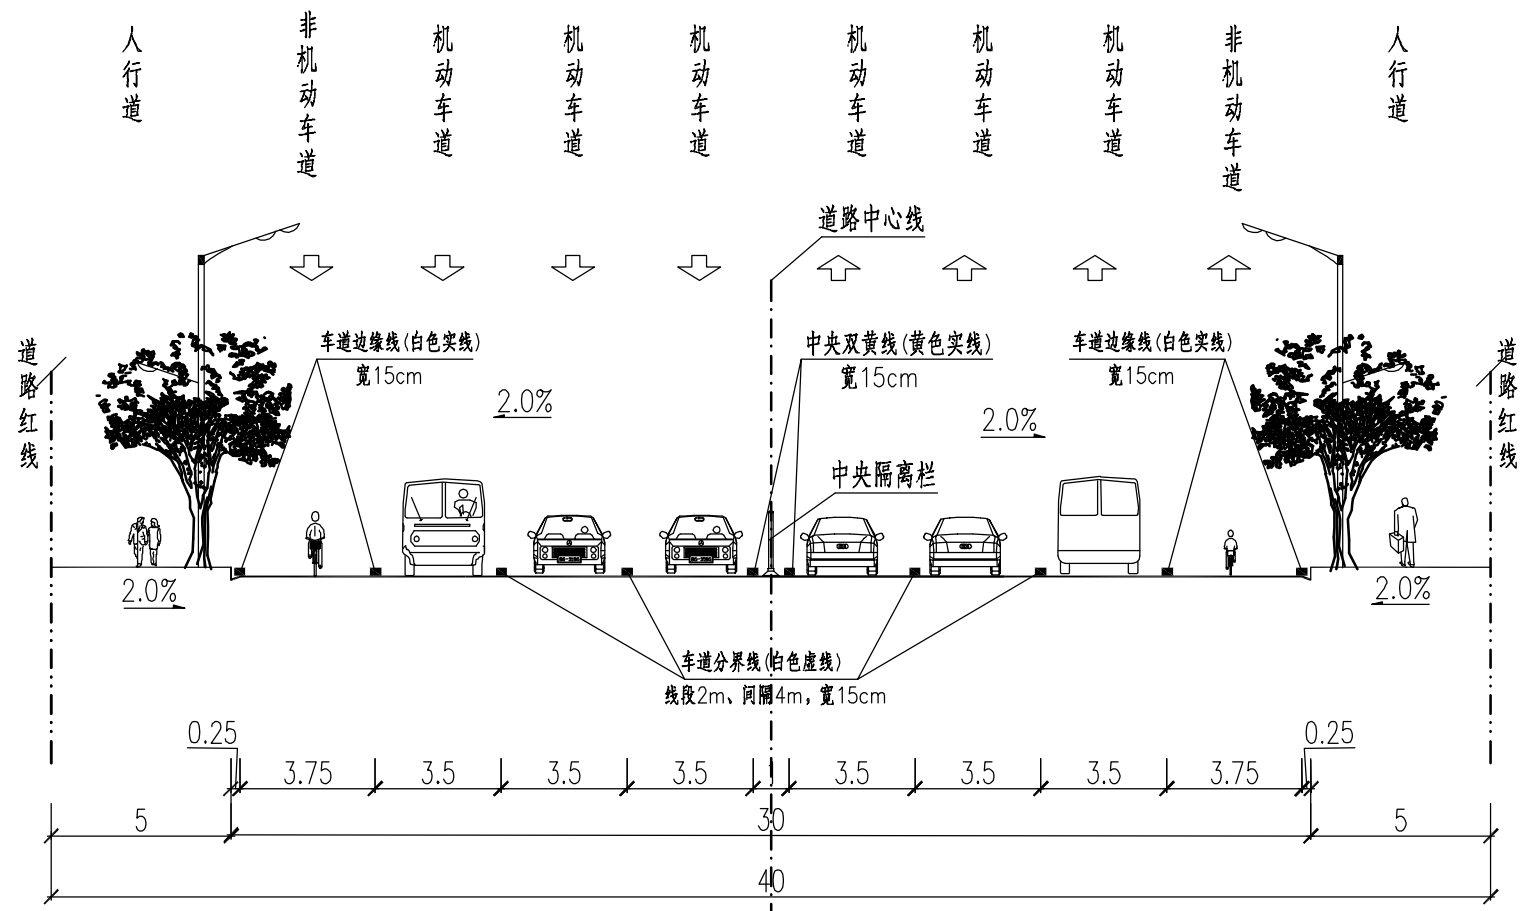 人行道
非机动车道
机动车道
机动车道
机动车道
机动车道
机动车道
机动车道
非机动车道
人行道
道路中心线
道路红线
车道边缘线(白色实线)
宽15cm
中央双黄线(黄色实线)
宽15cm
车道边缘线(白色实线)
宽15cm
道路红线
2.0%
2.0%
中央隔离栏
2.0%
2.0%
车道分界线(白色虚线)
线段2m、间隔4m，宽15cm
0.25
0.25
3.75
3.5
3.5
3.5
3.5
3.5
3.5
3.75
5
30
5
40